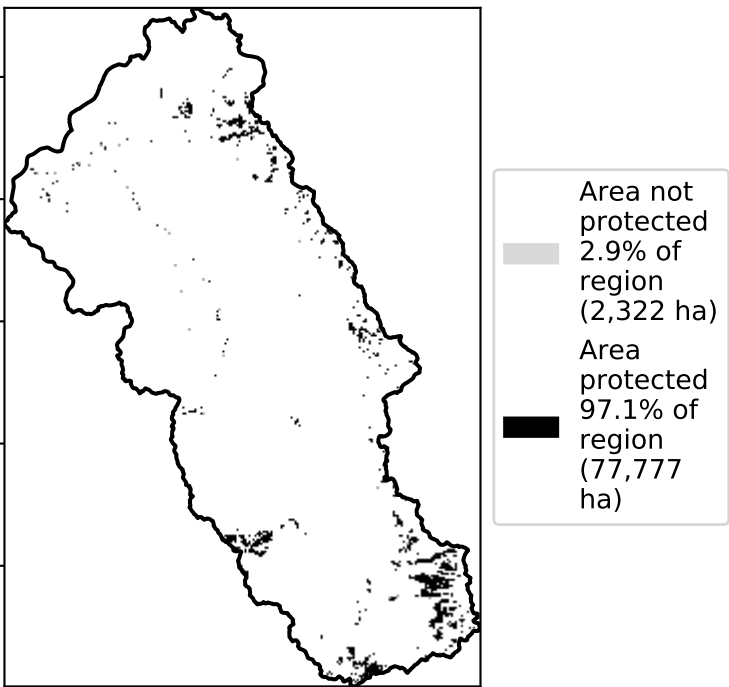 Area not
protected
2.9% of
region
(2,322 ha)
Area
protected
97.1% of
region
(77,777
ha)